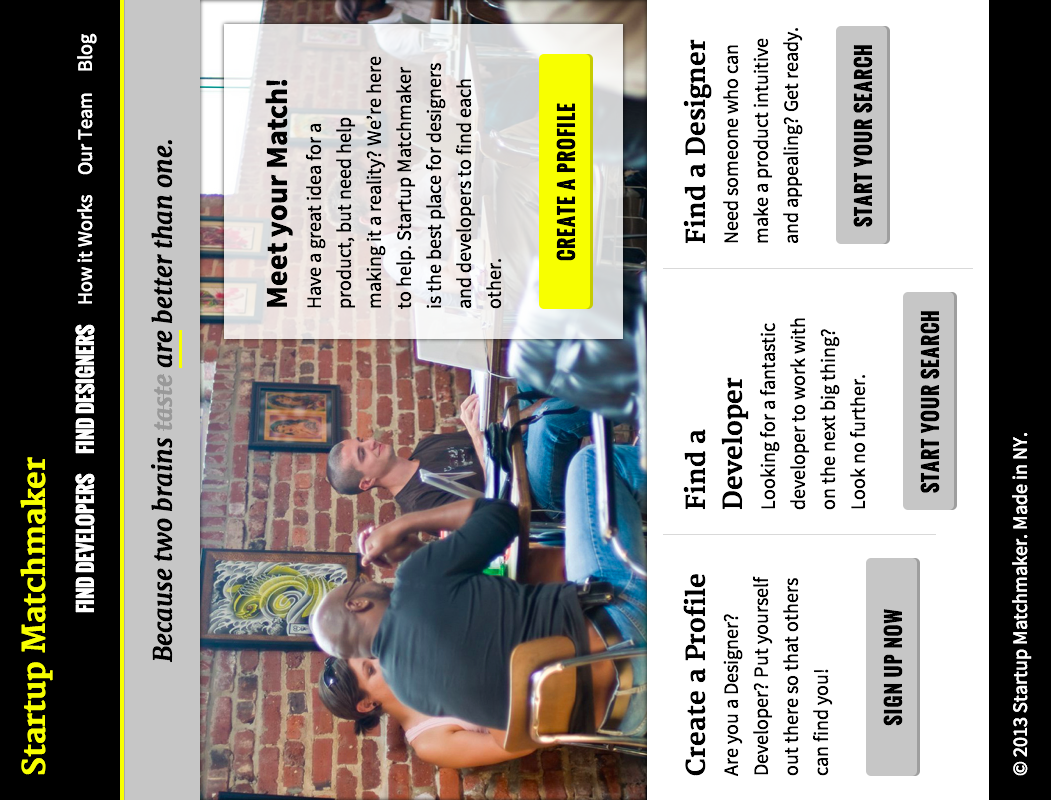 Startup Matchmaker
FIND DEVELOPERS FIND DESIGNERS How it Works Our Team Blog
Because two brains taste are better than one.
Meet your Match!
Have a great idea for a
product, but need help
making it a reality? We’re here
to help. Startup Matchmaker
is the best place for designers
and developers to find each
other.
CREATE A PROFILE
Create a Profile
Are you a Designer?
Developer? Put yourself
out there so that others
can find you!
SIGN UP NOW
Find a
Developer
Looking for a fantastic
developer to work with
on the next big thing?
Look no further.
START YOUR SEARCH
Find a Designer
Need someone who can
make a product intuitive
and appealing? Get ready.
START YOUR SEARCH
© 2013 Startup Matchmaker. Made in NY.